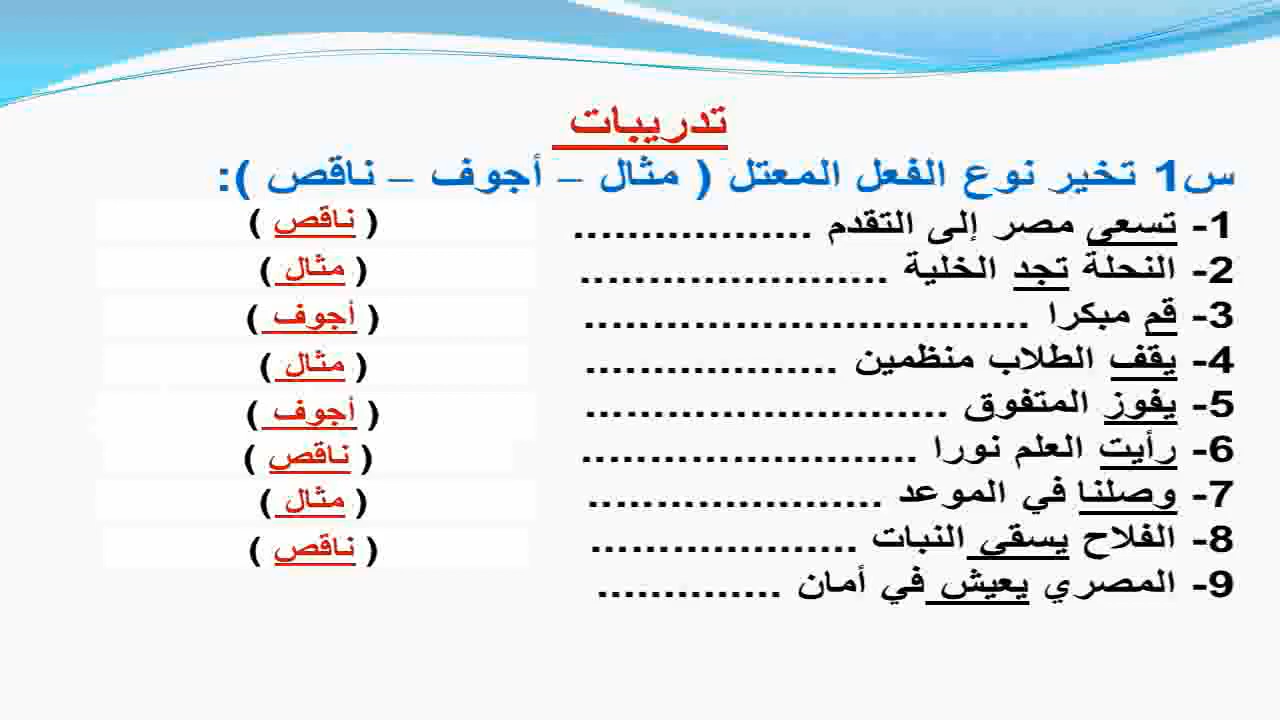 تدريبات
س1 تخير نوع الفعل المعتل ( مثال – أجوف – ناقص ):
1- تسعى مصر إلى التقدم .................. ( ناقص )
2- النحلة تجد الخلية ....................... ( مثال )
3- قم مبكرا ................................. ( أجوف )
4- يقف الطلاب منظمين ................... ( مثال )
5- يفوز المتفوق ........................... ( أجوف )
6- رأيت العلم نورا ......................... ( ناقص )
7- وصلنا في الموعد ...................... ( مثال )
8- الفلاح يسقي النبات .................... ( ناقص )
9- المصري يعيش في أمان ..............